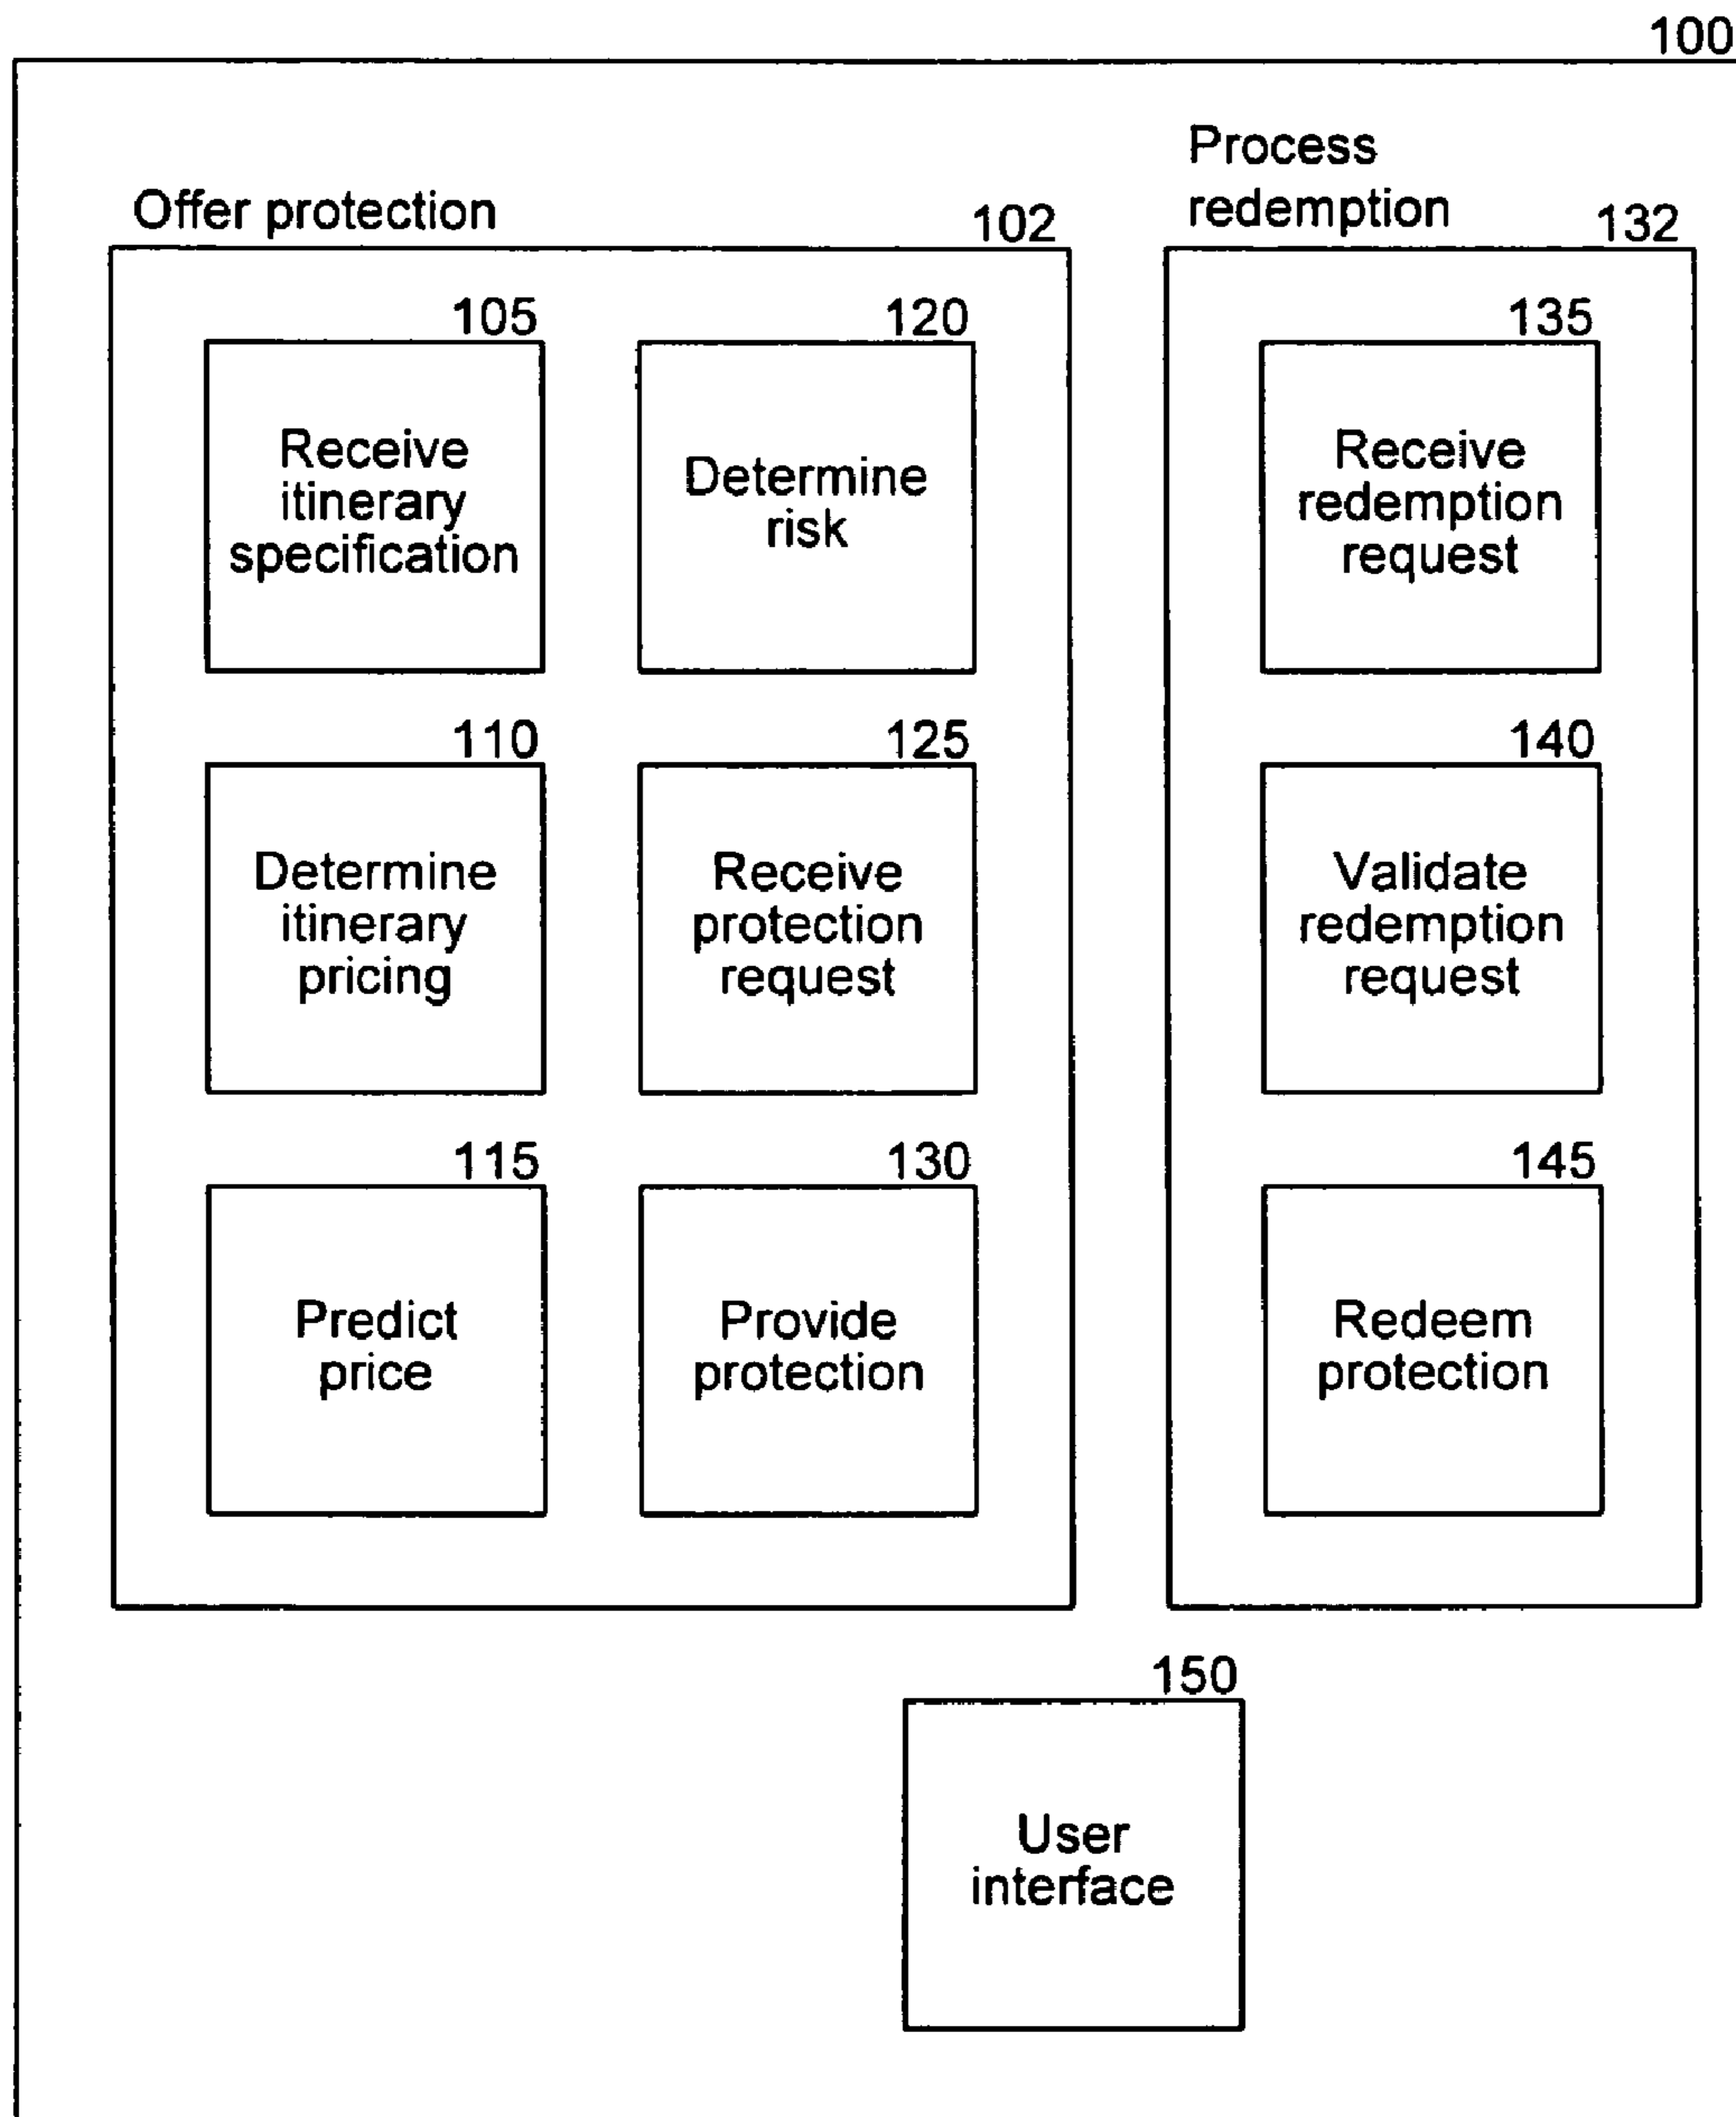 100
Offer protection
102
105
Receive
itinerary
specification
120
Determine
risk
110
Determine
itinerary
pricing
125
Receive
protection
request
115
Predict
price
130
Provide
protection
Process
redemption
132
135
Receive
redemption
request
140
Validate
redemption
request
145
Redeem
protection
150
User
interface